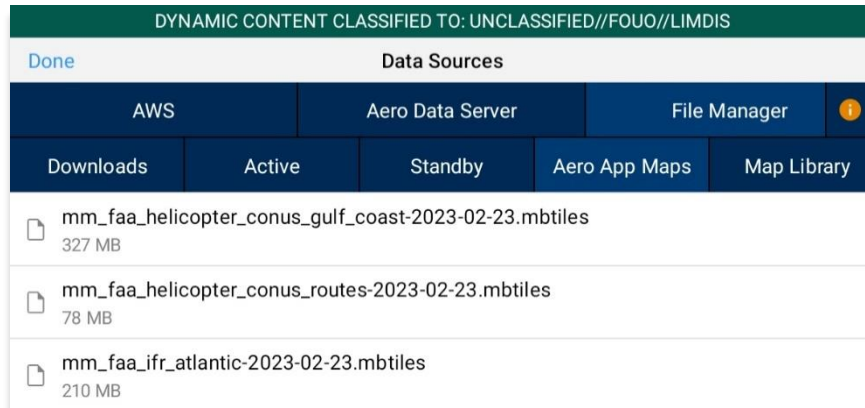 DYNAMIC CONTENT CLASSIFIED TO: UNCLASSIFIED//FOUO//LIMDIS
Done Data Sources
AWS Aero Data Server File Manager i
Downloads Active Standby Aero App Maps Map Library
mm_faa_helicopter_conus_gulf_coast-2023-02-23.mbtiles
327 MB
mm_faa_helicopter_conus_routes-2023-02-23.mbtiles
78 MB
mm_faa_ifr_atlantic-2023-02-23.mbtiles
210 MB